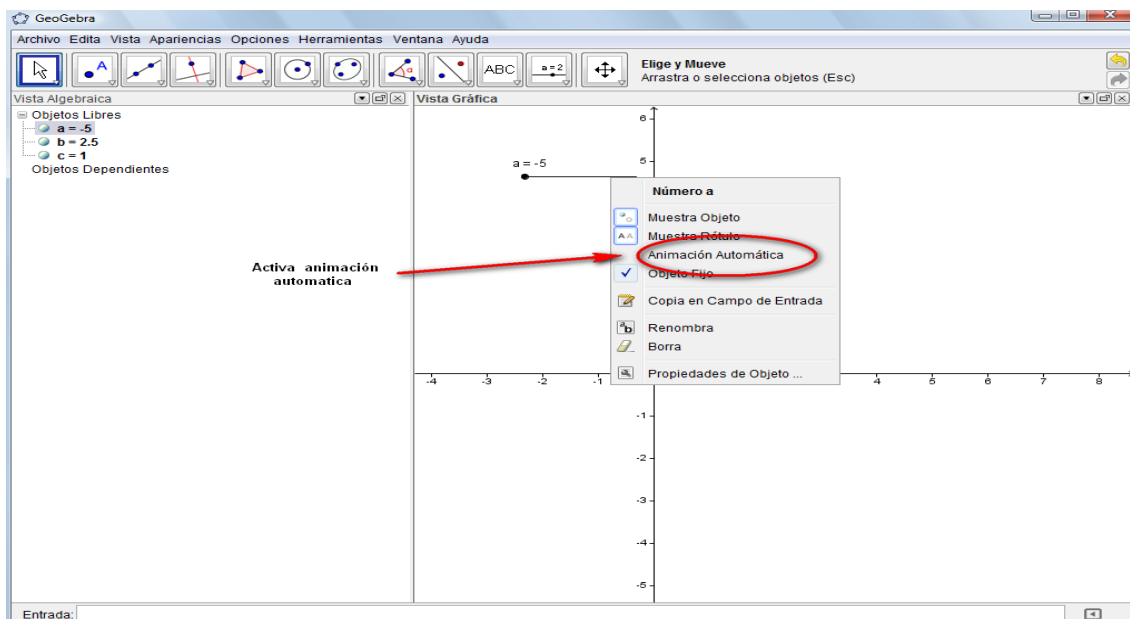 GeoGebra
Archivo Edita Vista Apariencias Opciones Herramientas Ventana Ayuda
A
ABC
a=2
Elige y Mueve
Arrastra o selecciona objetos (Esc)
Vista Algebraica
Vista Gráfica
Objetos Libres
a = -5
b = 2.5
c = 1
Objetos Dependientes
Activa animación
automatica
a = -5
Número a
Muestra Objeto
AA Muestra Rótulo
Animación Automática
Objeto Fijo
Copia en Campo de Entrada
ab Renombra
Borra
Propiedades de Objeto ...
6
5
-4 -3 -2 -1 4 5 6 7 8
-1
-2
-3
-4
-5
Entrada: